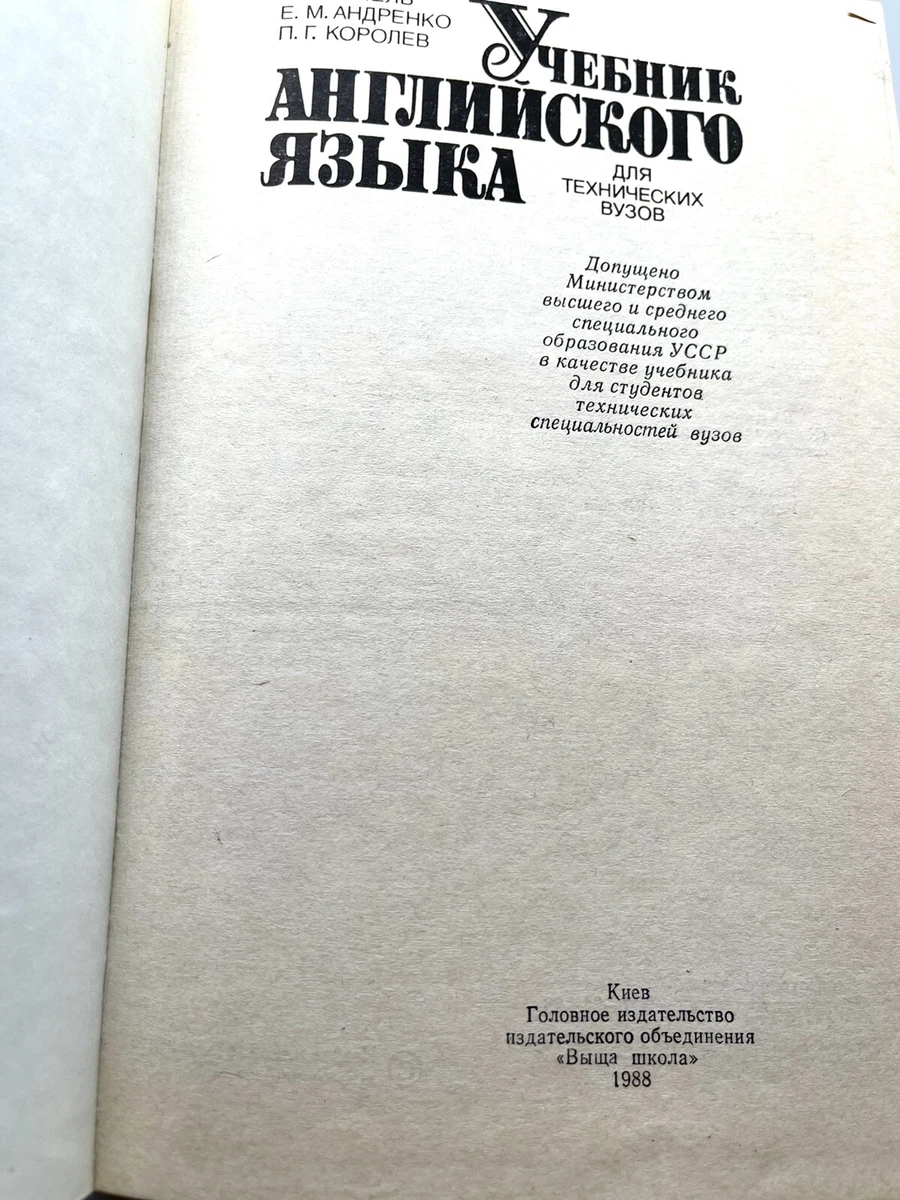 Е. М. АНДРЕНКО
П. Г. КОРОЛЕВ
УЧЕБНИК
АНГЛИЙСКОГО
ЯЗЫКА
ДЛЯ
ТЕХНИЧЕСКИХ
ВУЗОВ
Допущено
Министерством
высшего и среднего
специального
образования УССР
в качестве учебника
для студентов
технических
специальностей вузов
Киев
Головное издательство
издательского объединения
«Выща школа»
1988